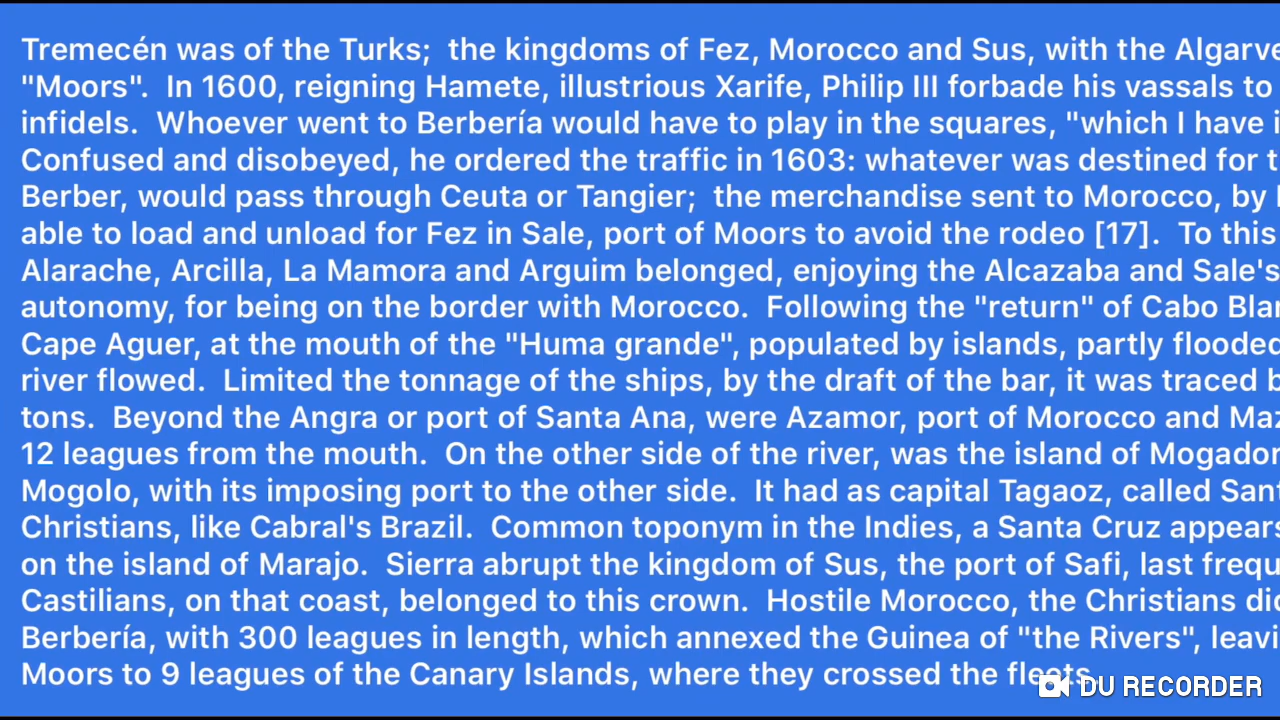 Tremecén was of the Turks;  the kingdoms of Fez, Morocco and Sus, with the Algarve
"Moors".  In 1600, reigning Hamete, illustrious Xarife, Philip III forbade his vassals to
infidels.  Whoever went to Berbería would have to play in the squares, "which I have i
Confused and disobeyed, he ordered the traffic in 1603: whatever was destined for t
Berber, would pass through Ceuta or Tangier;  the merchandise sent to Morocco, by
able to load and unload for Fez in Sale, port of Moors to avoid the rodeo [17].  To this
Alarache, Arcilla, La Mamora and Arguim belonged, enjoying the Alcazaba and Sale's
autonomy, for being on the border with Morocco.  Following the "return" of Cabo Blan
Cape Aguer, at the mouth of the "Huma grande", populated by islands, partly flooded
river flowed.  Limited the tonnage of the ships, by the draft of the bar, it was traced b
tons.  Beyond the Angra or port of Santa Ana, were Azamor, port of Morocco and Maz
12 leagues from the mouth.  On the other side of the river, was the island of Mogador
Mogolo, with its imposing port to the other side.  It had as capital Tagaoz, called Sant
Christians, like Cabral's Brazil.  Common toponym in the Indies, a Santa Cruz appears
on the island of Marajo.  Sierra abrupt the kingdom of Sus, the port of Safi, last frequ
Castilians, on that coast, belonged to this crown.  Hostile Morocco, the Christians did
Berbería, with 300 leagues in length, which annexed the Guinea of "the Rivers", leavi
Moors to 9 leagues of the Canary Islands, where they crossed the fleets.
DU RECORDER